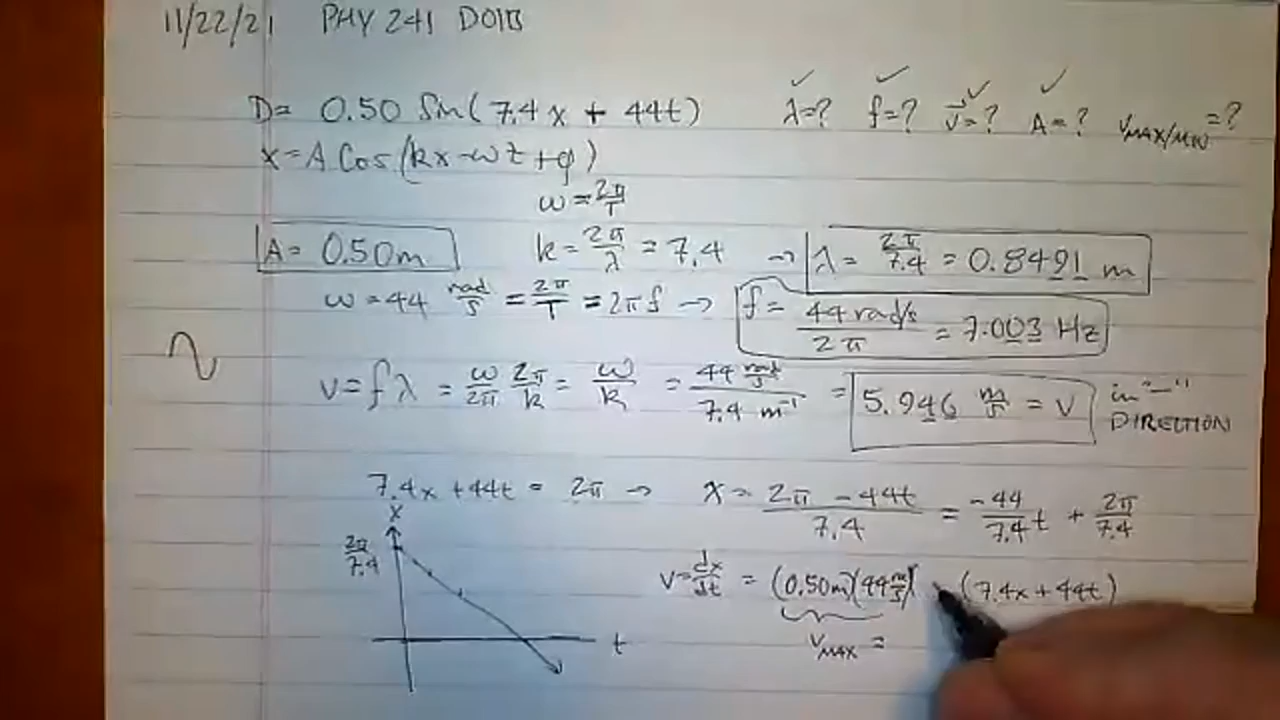 11/22/21 PHY 241 D01B
D= 0.50 Sin(7.4x + 44t) λ=? f=? v⃗=? A=? vMAX/MIN=?
x=A Cos(kx-ωt+φ)
ω=2π/T
A= 0.50m k=2π/λ=7.4 → λ= 2π/7.4 = 0.8491 m
ω=44 rad/s = 2π/T = 2πf → f= 44 rad/s / 2π = 7.003 Hz
v=fλ = ω/2π 2π/k = ω/k = 44 rad/s / 7.4 m⁻¹ = 5.946 m/s = v in "-" DIRECTION
7.4x +44t = 2π → x= 2π -44t / 7.4 = -44/7.4 t + 2π/7.4
x
2π/7.4
t
v=dx/dt = (0.50m)(44 ) (7.4x+44t)
vMAX =